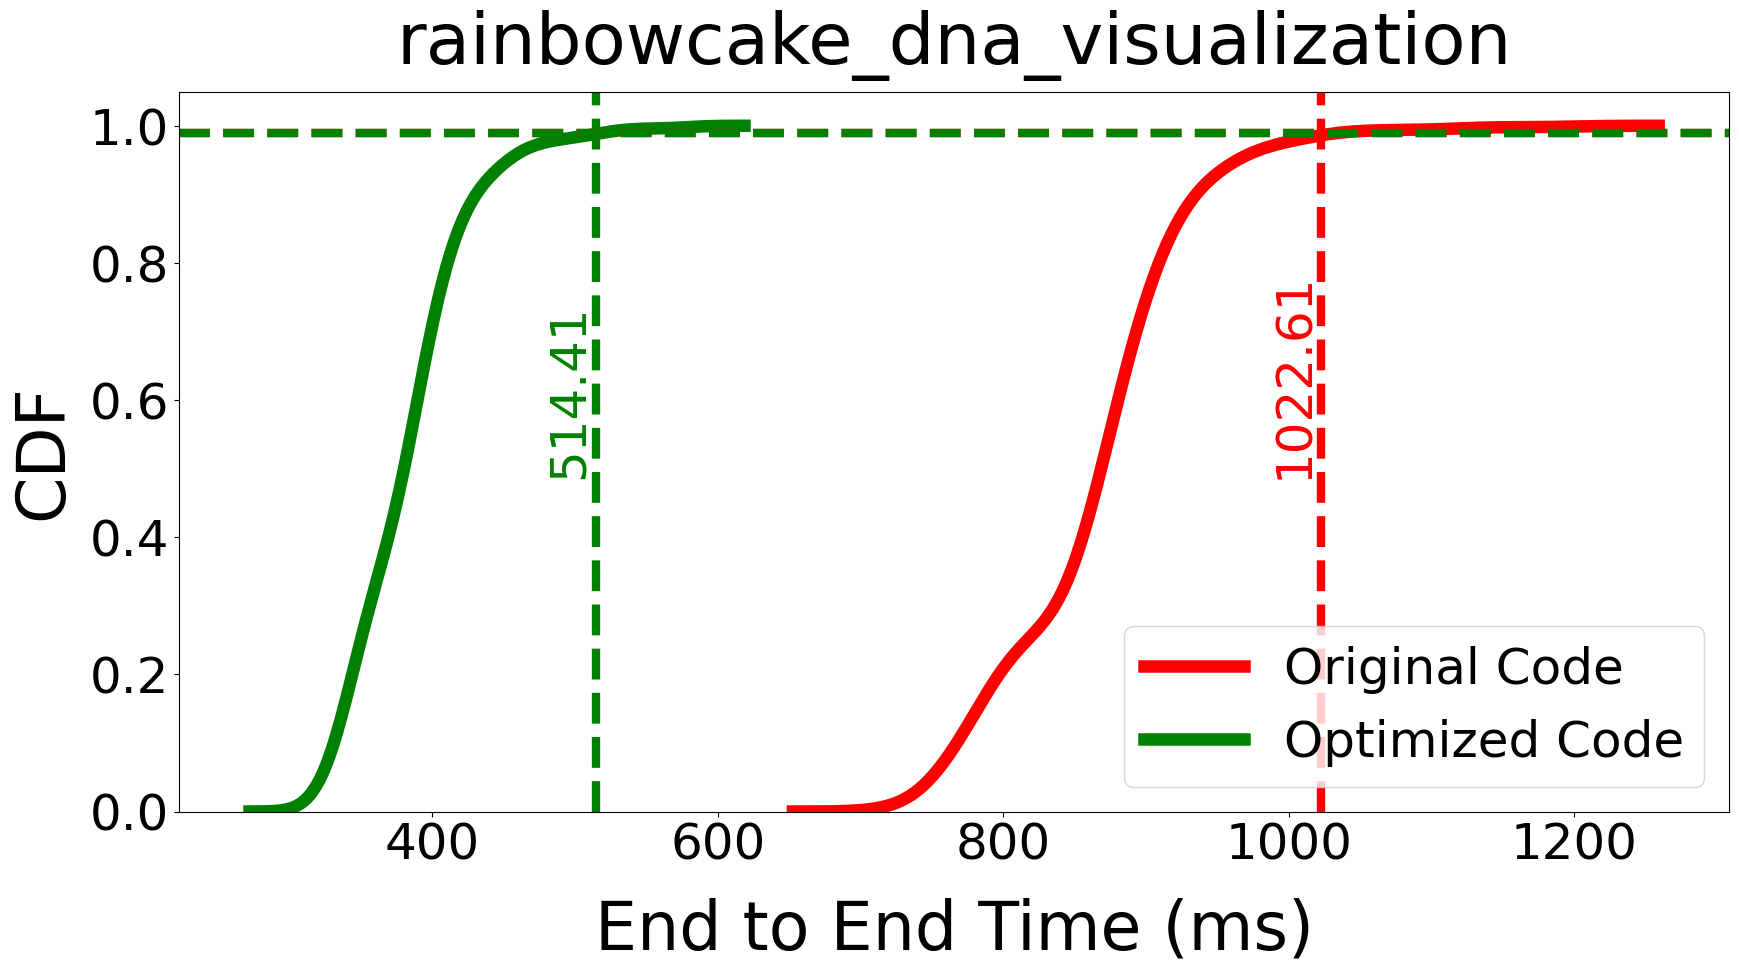 rainbowcake_dna_visualization
CDF
1.0
0.8
0.6
0.4
0.2
0.0
514.41
1022.61
Original Code
Optimized Code
400 600 800 1000 1200
End to End Time (ms)